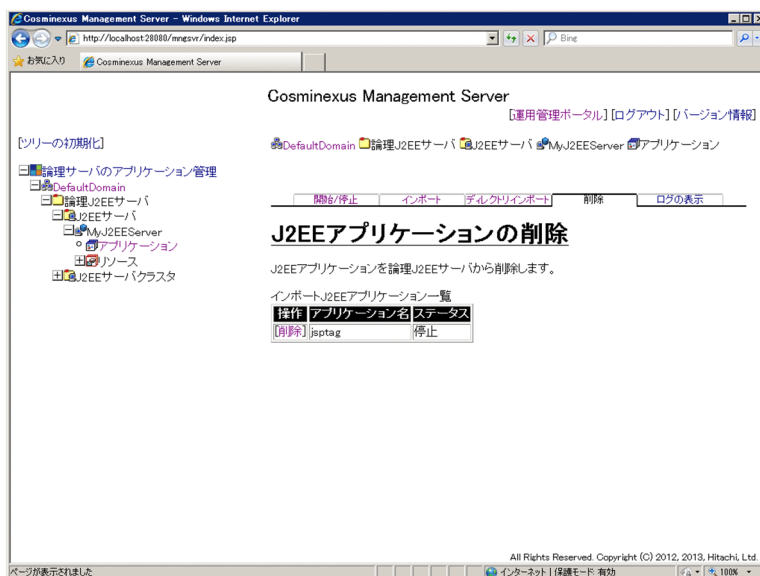 Cosminexus Management Server - Windows Internet Explorer
http://localhost:28080/mngsvr/index.jsp
Bing
お気に入り
Cosminexus Management Server
Cosminexus Management Server
[運用管理ポータル] [ログアウト] [バージョン情報]
[ツリーの初期化]
DefaultDomain 論理J2EEサーバ J2EEサーバ MyJ2EEServer アプリケーション
論理サーバのアプリケーション管理
DefaultDomain
論理J2EEサーバ
J2EEサーバ
MyJ2EEServer
アプリケーション
リソース
J2EEサーバクラスタ
開始/停止 インポート ディレクトリインポート 削除 ログの表示
J2EEアプリケーションの削除
J2EEアプリケーションを論理J2EEサーバから削除します。
インポートJ2EEアプリケーション一覧
操作 アプリケーション名 ステータス
[削除] jsptag 停止
All Rights Reserved. Copyright (C) 2012, 2013, Hitachi, Ltd.
ページが表示されました
インターネット | 保護モード: 有効
100%